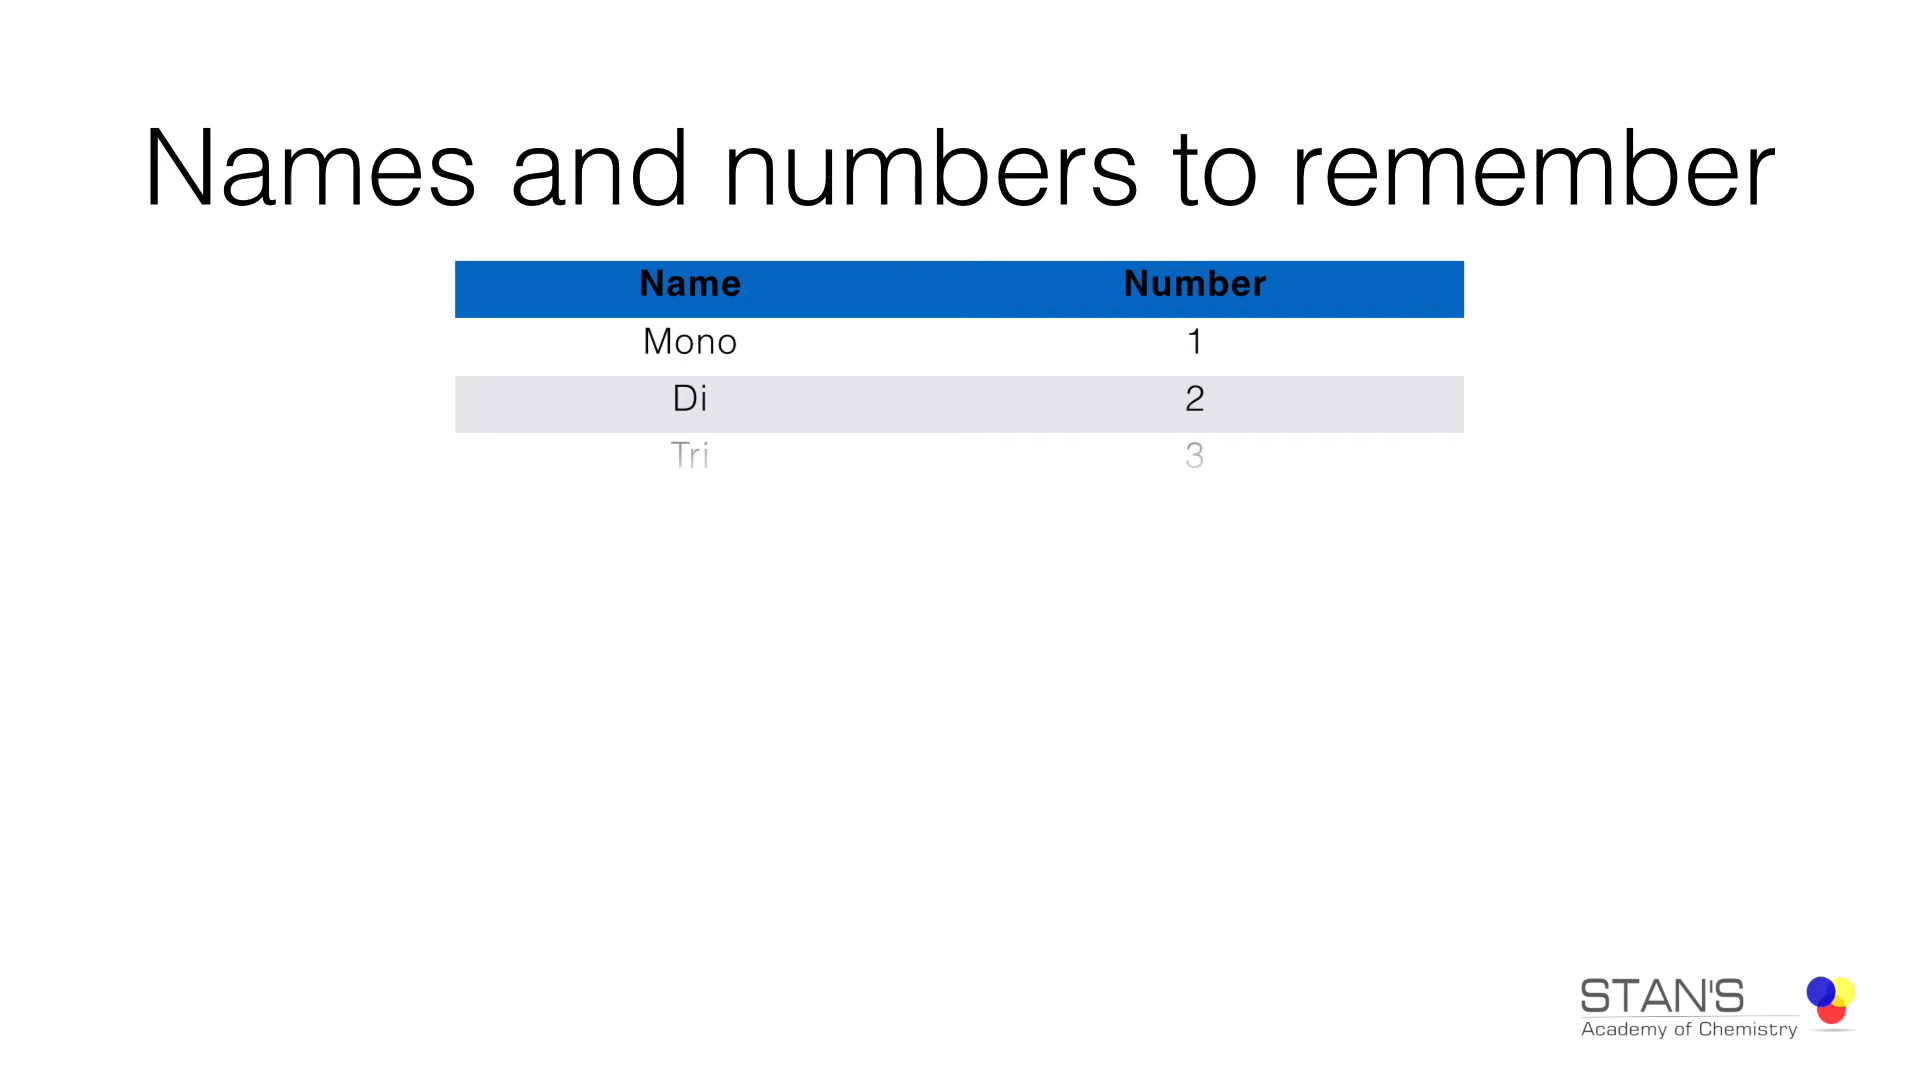 Names and numbers to remember
Name Number
Mono 1
Di 2
Tri 3
STAN'S
Academy of Chemistry